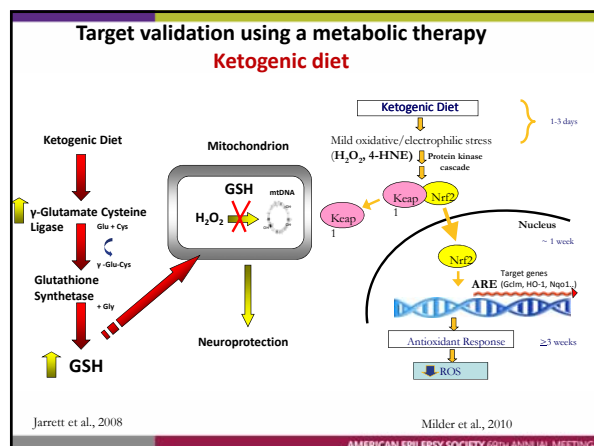 Target validation using a metabolic therapy
Ketogenic diet
Ketogenic Diet
γ-Glutamate Cysteine
Ligase
Glu + Cys
γ -Glu-Cys
Glutathione
Synthetase
+ Gly
GSH
Jarrett et al., 2008
Mitochondrion
GSH
mtDNA
H₂O₂
Neuroprotection
Ketogenic Diet
1-3 days
Mild oxidative/electrophilic stress
(H₂O₂, 4-HNE)
Protein kinase
cascade
Keap
1
Nrf2
Keap
1
Nucleus
~ 1 week
Nrf2
Target genes
ARE (Gclm, HO-1, Nqo1..)
Antioxidant Response
≥3 weeks
ROS
Milder et al., 2010
AMERICAN EPILEPSY SOCIETY 69TH ANNUAL MEETING